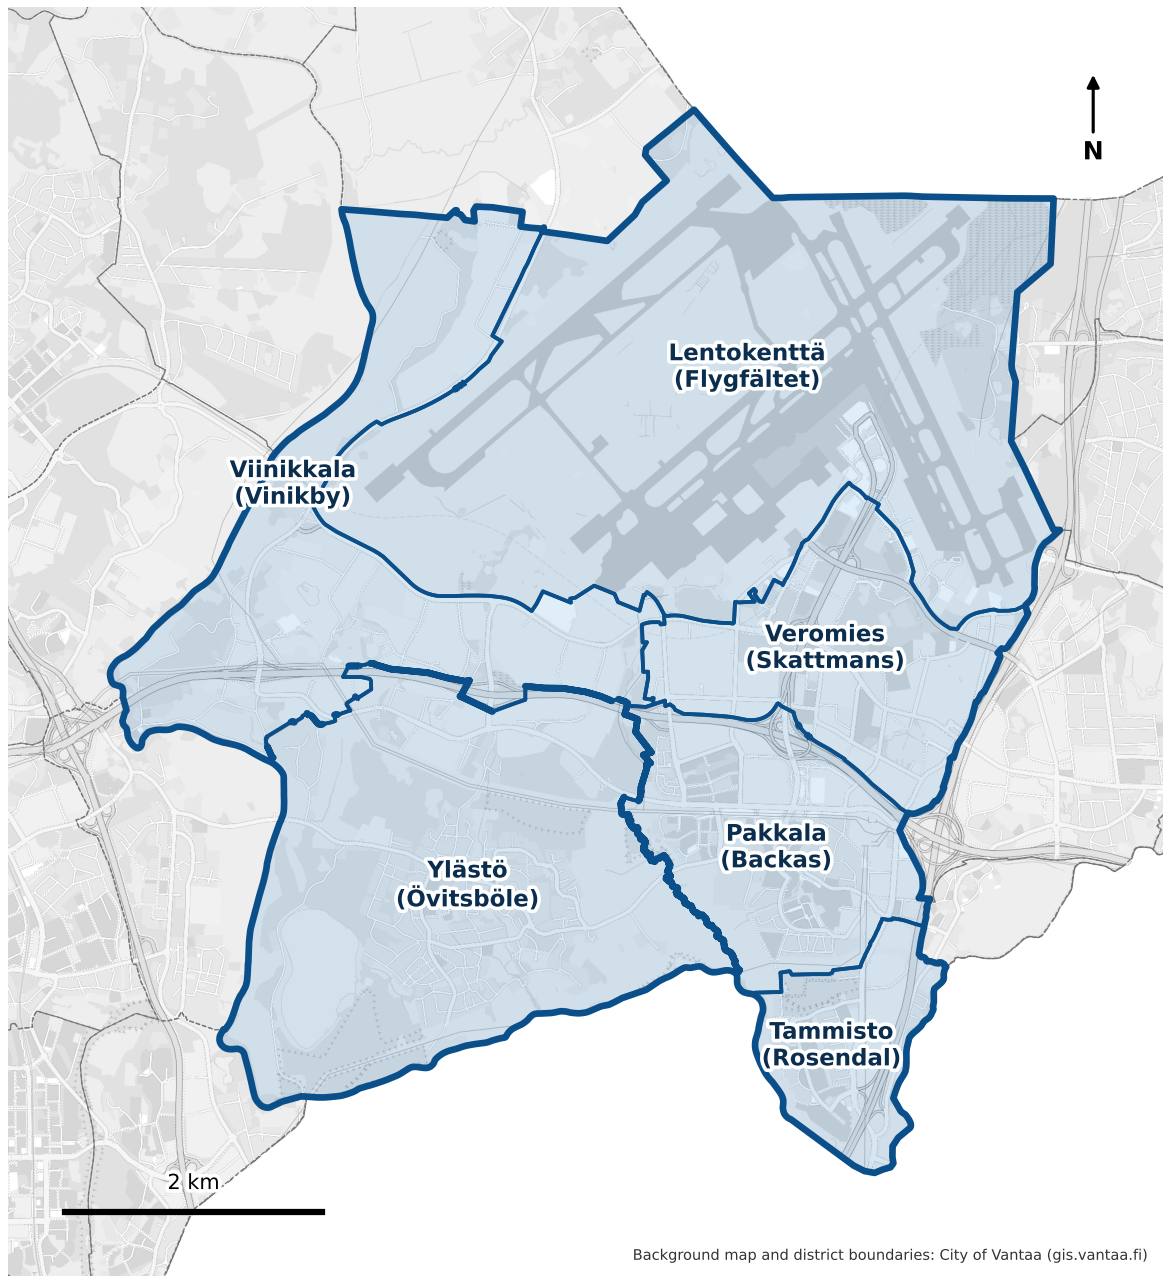 N
Lentokenttä
(Flygfältet)
Viinikkala
(Vinikby)
Veromies
(Skattmans)
Pakkala
(Backas)
Ylästö
(Övitsböle)
Tammisto
(Rosendal)
2 km
Background map and district boundaries: City of Vantaa (gis.vantaa.fi)